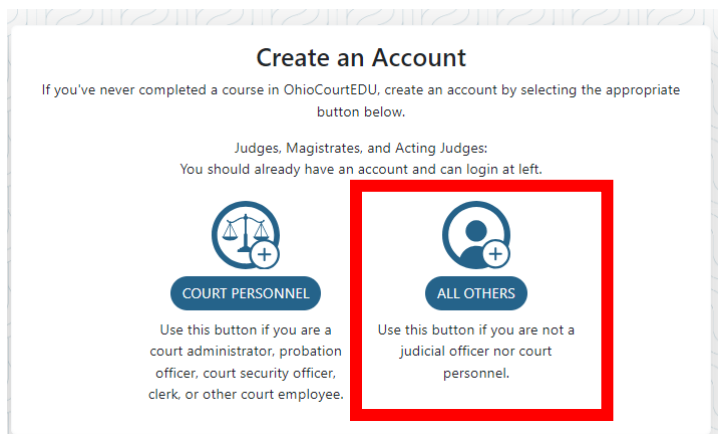 Create an Account
If you've never completed a course in OhioCourtEDU, create an account by selecting the appropriate
button below.
Judges, Magistrates, and Acting Judges:
You should already have an account and can login at left.
COURT PERSONNEL
Use this button if you are a
court administrator, probation
officer, court security officer,
clerk, or other court employee.
ALL OTHERS
Use this button if you are not a
judicial officer nor court
personnel.